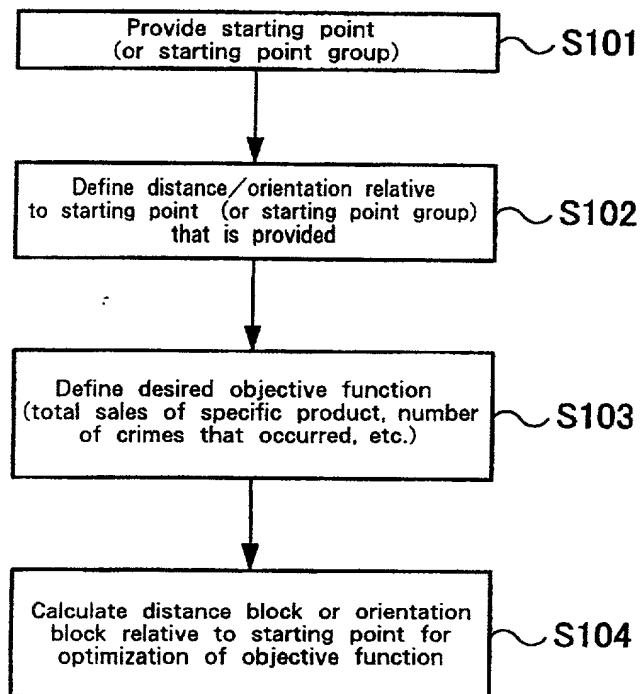 Provide starting point
(or starting point group)
S101
Define distance/orientation relative
to starting point (or starting point group)
that is provided
S102
Define desired objective function
(total sales of specific product, number
of crimes that occurred, etc.)
S103
Calculate distance block or orientation
block relative to starting point for
optimization of objective function
S104